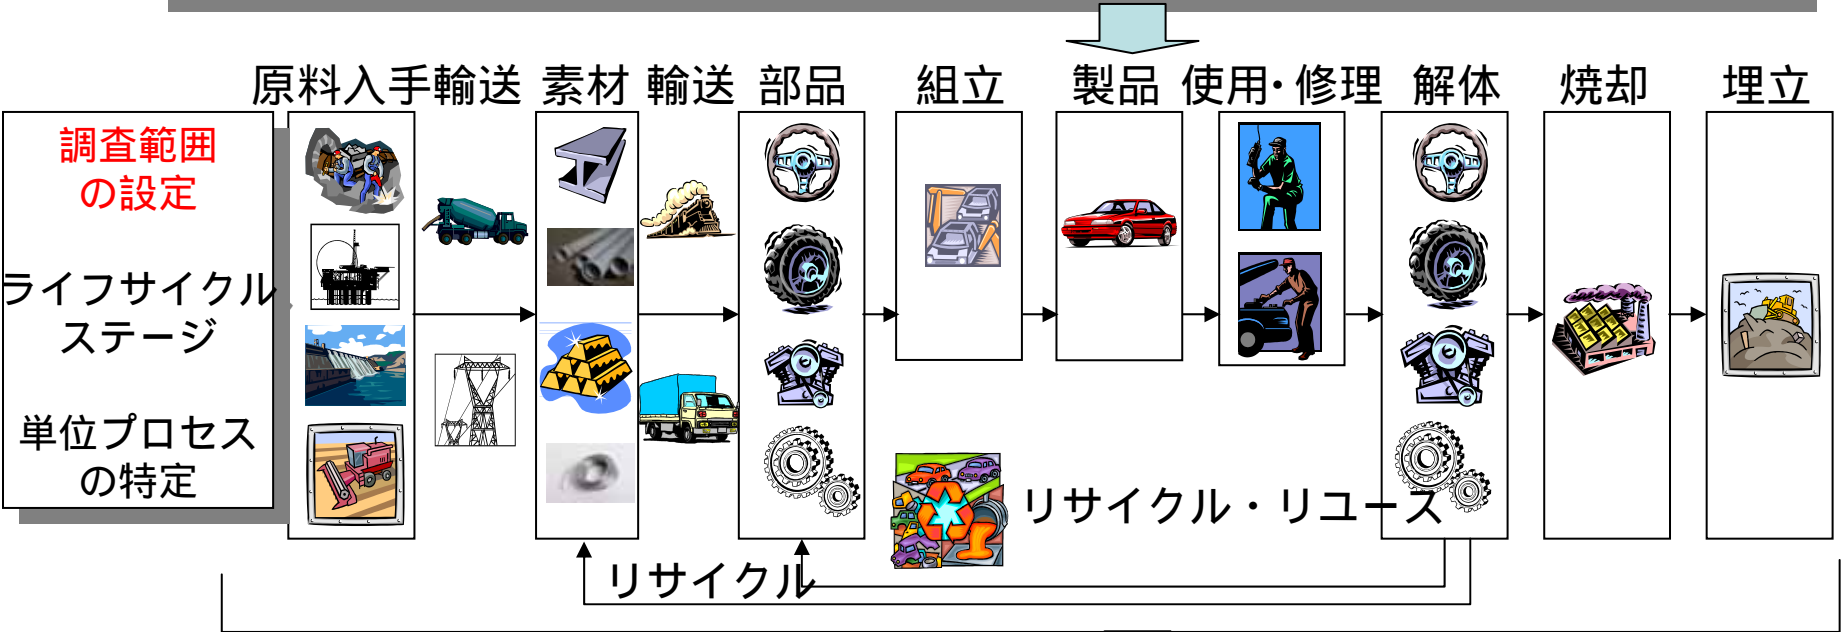 原料入手 輸送 素材 輸送 部品 組立 製品 使用・修理 解体 焼却 埋立
調査範囲
の設定
ライフサイクル
ステージ
単位プロセス
の特定
リサイクル・リユース
リサイクル